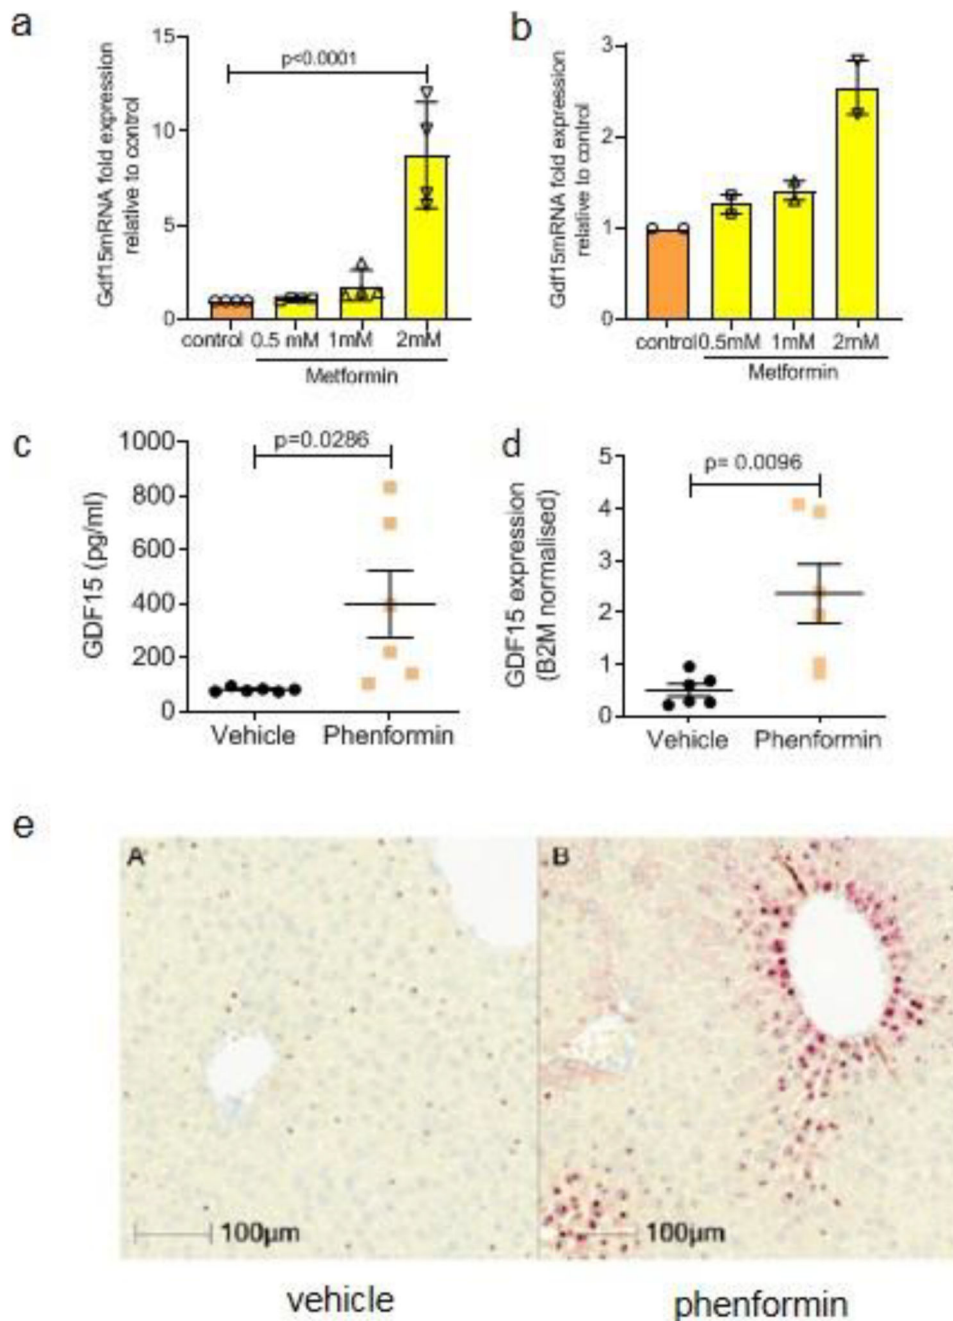 a
Gdf15mRNA fold expression
relative to control
15
10
5
0
p<0.0001
control 0.5 mM 1mM 2mM
Metformin
b
Gdf15mRNA fold expression
relative to control
3
2
1
0
control 0.5mM 1mM 2mM
Metformin
c
GDF15 (pg/ml)
1000
800
600
400
200
0
p=0.0286
Vehicle Phenformin
d
GDF15 expression
(B2M normalised)
5
4
3
2
1
0
p= 0.0096
Vehicle Phenformin
e
A
100µm
B
100µm
vehicle
phenformin